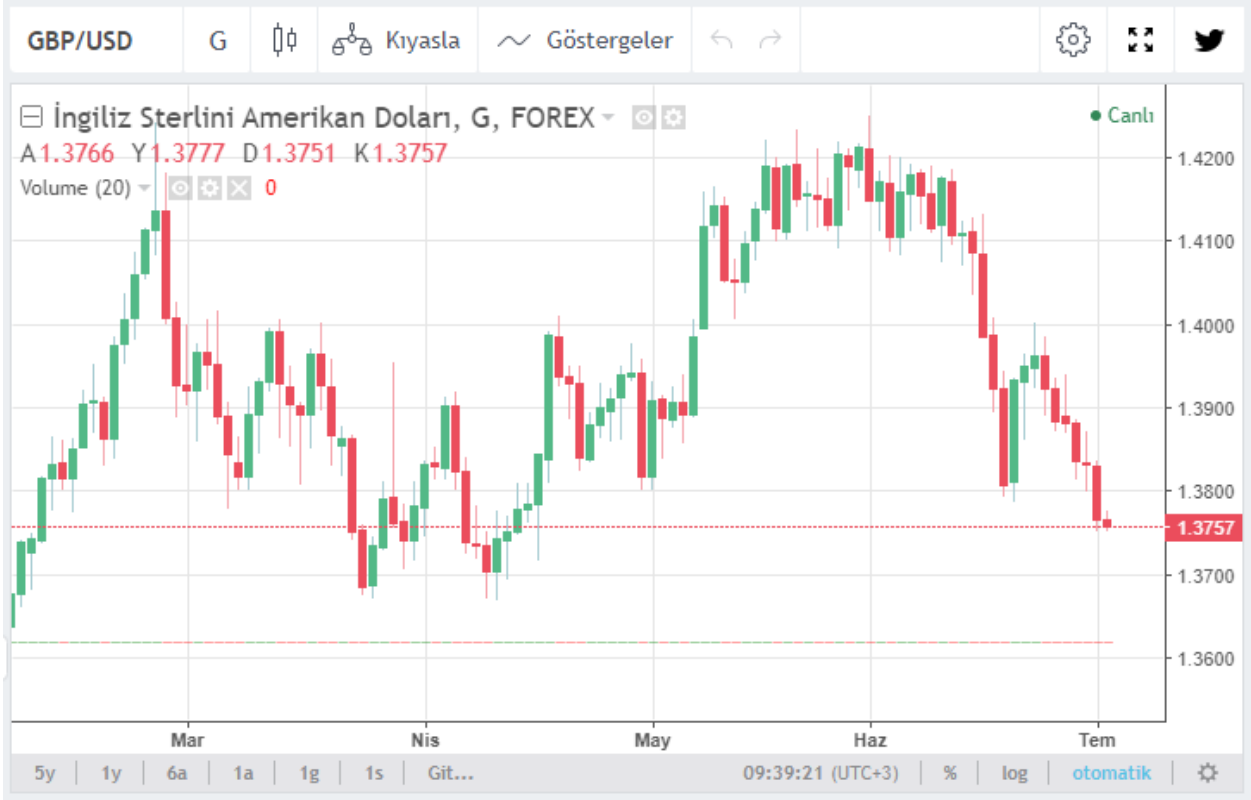 GBP/USD G Kıyasla Göstergeler
İngiliz Sterlini Amerikan Doları, G, FOREX
Canlı
A1.3766 Y1.3777 D1.3751 K1.3757
Volume (20) 0
1.4200
1.4100
1.4000
1.3900
1.3800
1.3757
1.3700
1.3600
Mar Nis May Haz Tem
5y 1y 6a 1a 1g 1s Git... 09:39:21 (UTC+3) % log otomatik